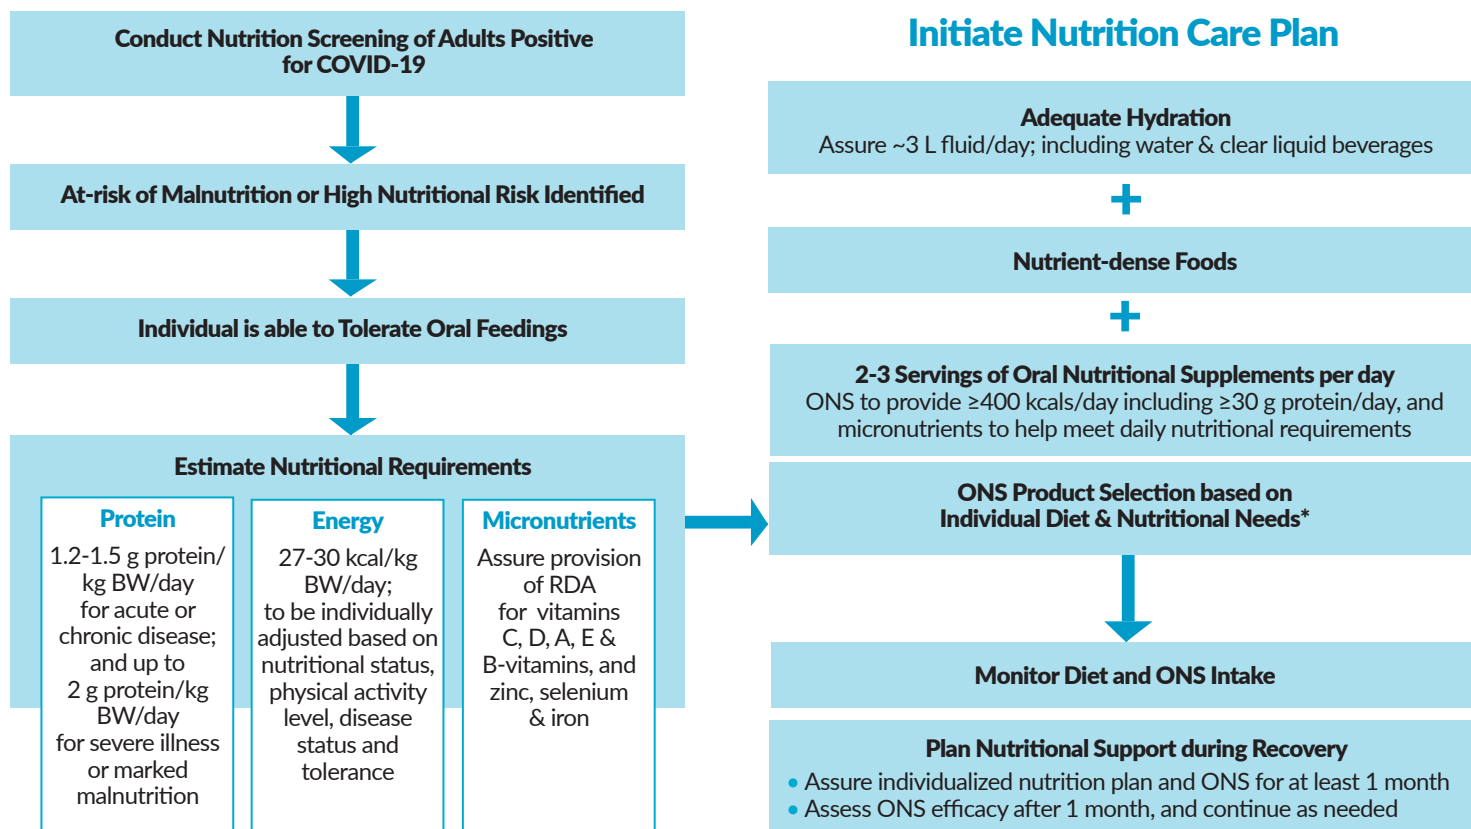 Conduct Nutrition Screening of Adults Positive
for COVID-19
At-risk of Malnutrition or High Nutritional Risk Identified
Individual is able to Tolerate Oral Feedings
Estimate Nutritional Requirements
Protein
1.2-1.5 g protein/
kg BW/day
for acute or
chronic disease;
and up to
2 g protein/kg
BW/day
for severe illness
or marked
malnutrition
Energy
27-30 kcal/kg
BW/day;
to be individually
adjusted based on
nutritional status,
physical activity
level, disease
status and
tolerance
Micronutrients
Assure provision
of RDA
for vitamins
C, D, A, E &
B-vitamins, and
zinc, selenium
& iron
Initiate Nutrition Care Plan
Adequate Hydration
Assure ~3 L fluid/day; including water & clear liquid beverages
+
Nutrient-dense Foods
+
2-3 Servings of Oral Nutritional Supplements per day
ONS to provide ≥400 kcals/day including ≥30 g protein/day, and
micronutrients to help meet daily nutritional requirements
ONS Product Selection based on
Individual Diet & Nutritional Needs*
Monitor Diet and ONS Intake
Plan Nutritional Support during Recovery
• Assure individualized nutrition plan and ONS for at least 1 month
• Assess ONS efficacy after 1 month, and continue as needed